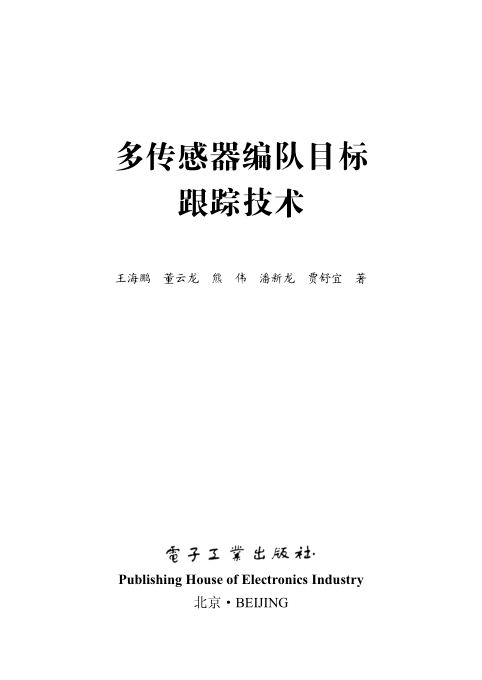 多传感器编队目标
跟踪技术
王海鹏 董云龙 熊 伟 潘新龙 贾舒宜 著
電子工業出版社·
Publishing House of Electronics Industry
北京·BEIJING